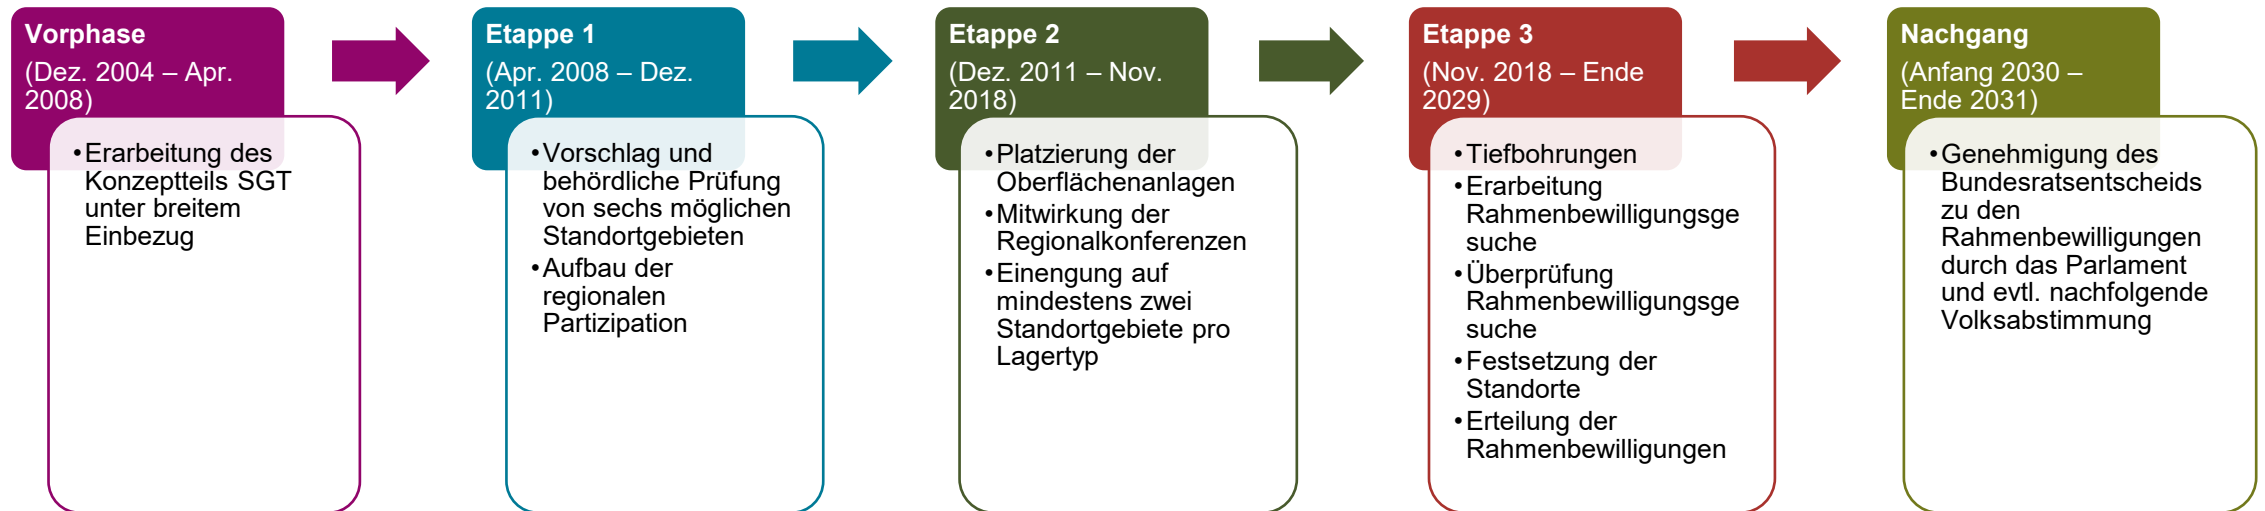 Vorphase
(Dez. 2004 – Apr.
2008)
•Erarbeitung des
Konzeptteils SGT
unter breitem
Einbezug
Etappe 1
(Apr. 2008 – Dez.
2011)
•Vorschlag und
behördliche Prüfung
von sechs möglichen
Standortgebieten
•Aufbau der
regionalen
Partizipation
Etappe 2
(Dez. 2011 – Nov.
2018)
•Platzierung der
Oberflächenanlagen
•Mitwirkung der
Regionalkonferenzen
•Einengung auf
mindestens zwei
Standortgebiete pro
Lagertyp
Etappe 3
(Nov. 2018 – Ende
2029)
•Tiefbohrungen
•Erarbeitung
Rahmenbewilligungsge
suche
•Überprüfung
Rahmenbewilligungsge
suche
•Festsetzung der
Standorte
•Erteilung der
Rahmenbewilligungen
Nachgang
(Anfang 2030 –
Ende 2031)
•Genehmigung des
Bundesratsentscheids
zu den
Rahmenbewilligungen
durch das Parlament
und evtl. nachfolgende
Volksabstimmung